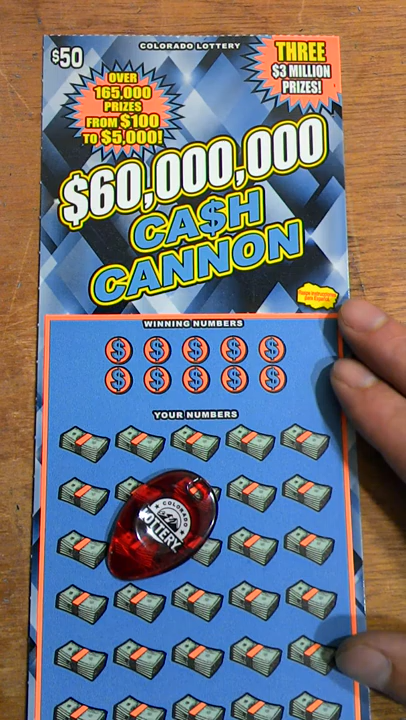 $50
COLORADO LOTTERY
THREE
$3 MILLION
PRIZES!
OVER
165,000
PRIZES
FROM $100
TO $5,000!
$60,000,000
CA$H
CANNON
WINNING NUMBERS
$ $ $ $ $
$ $ $ $ $
YOUR NUMBERS
COLORADO
LOTTERY